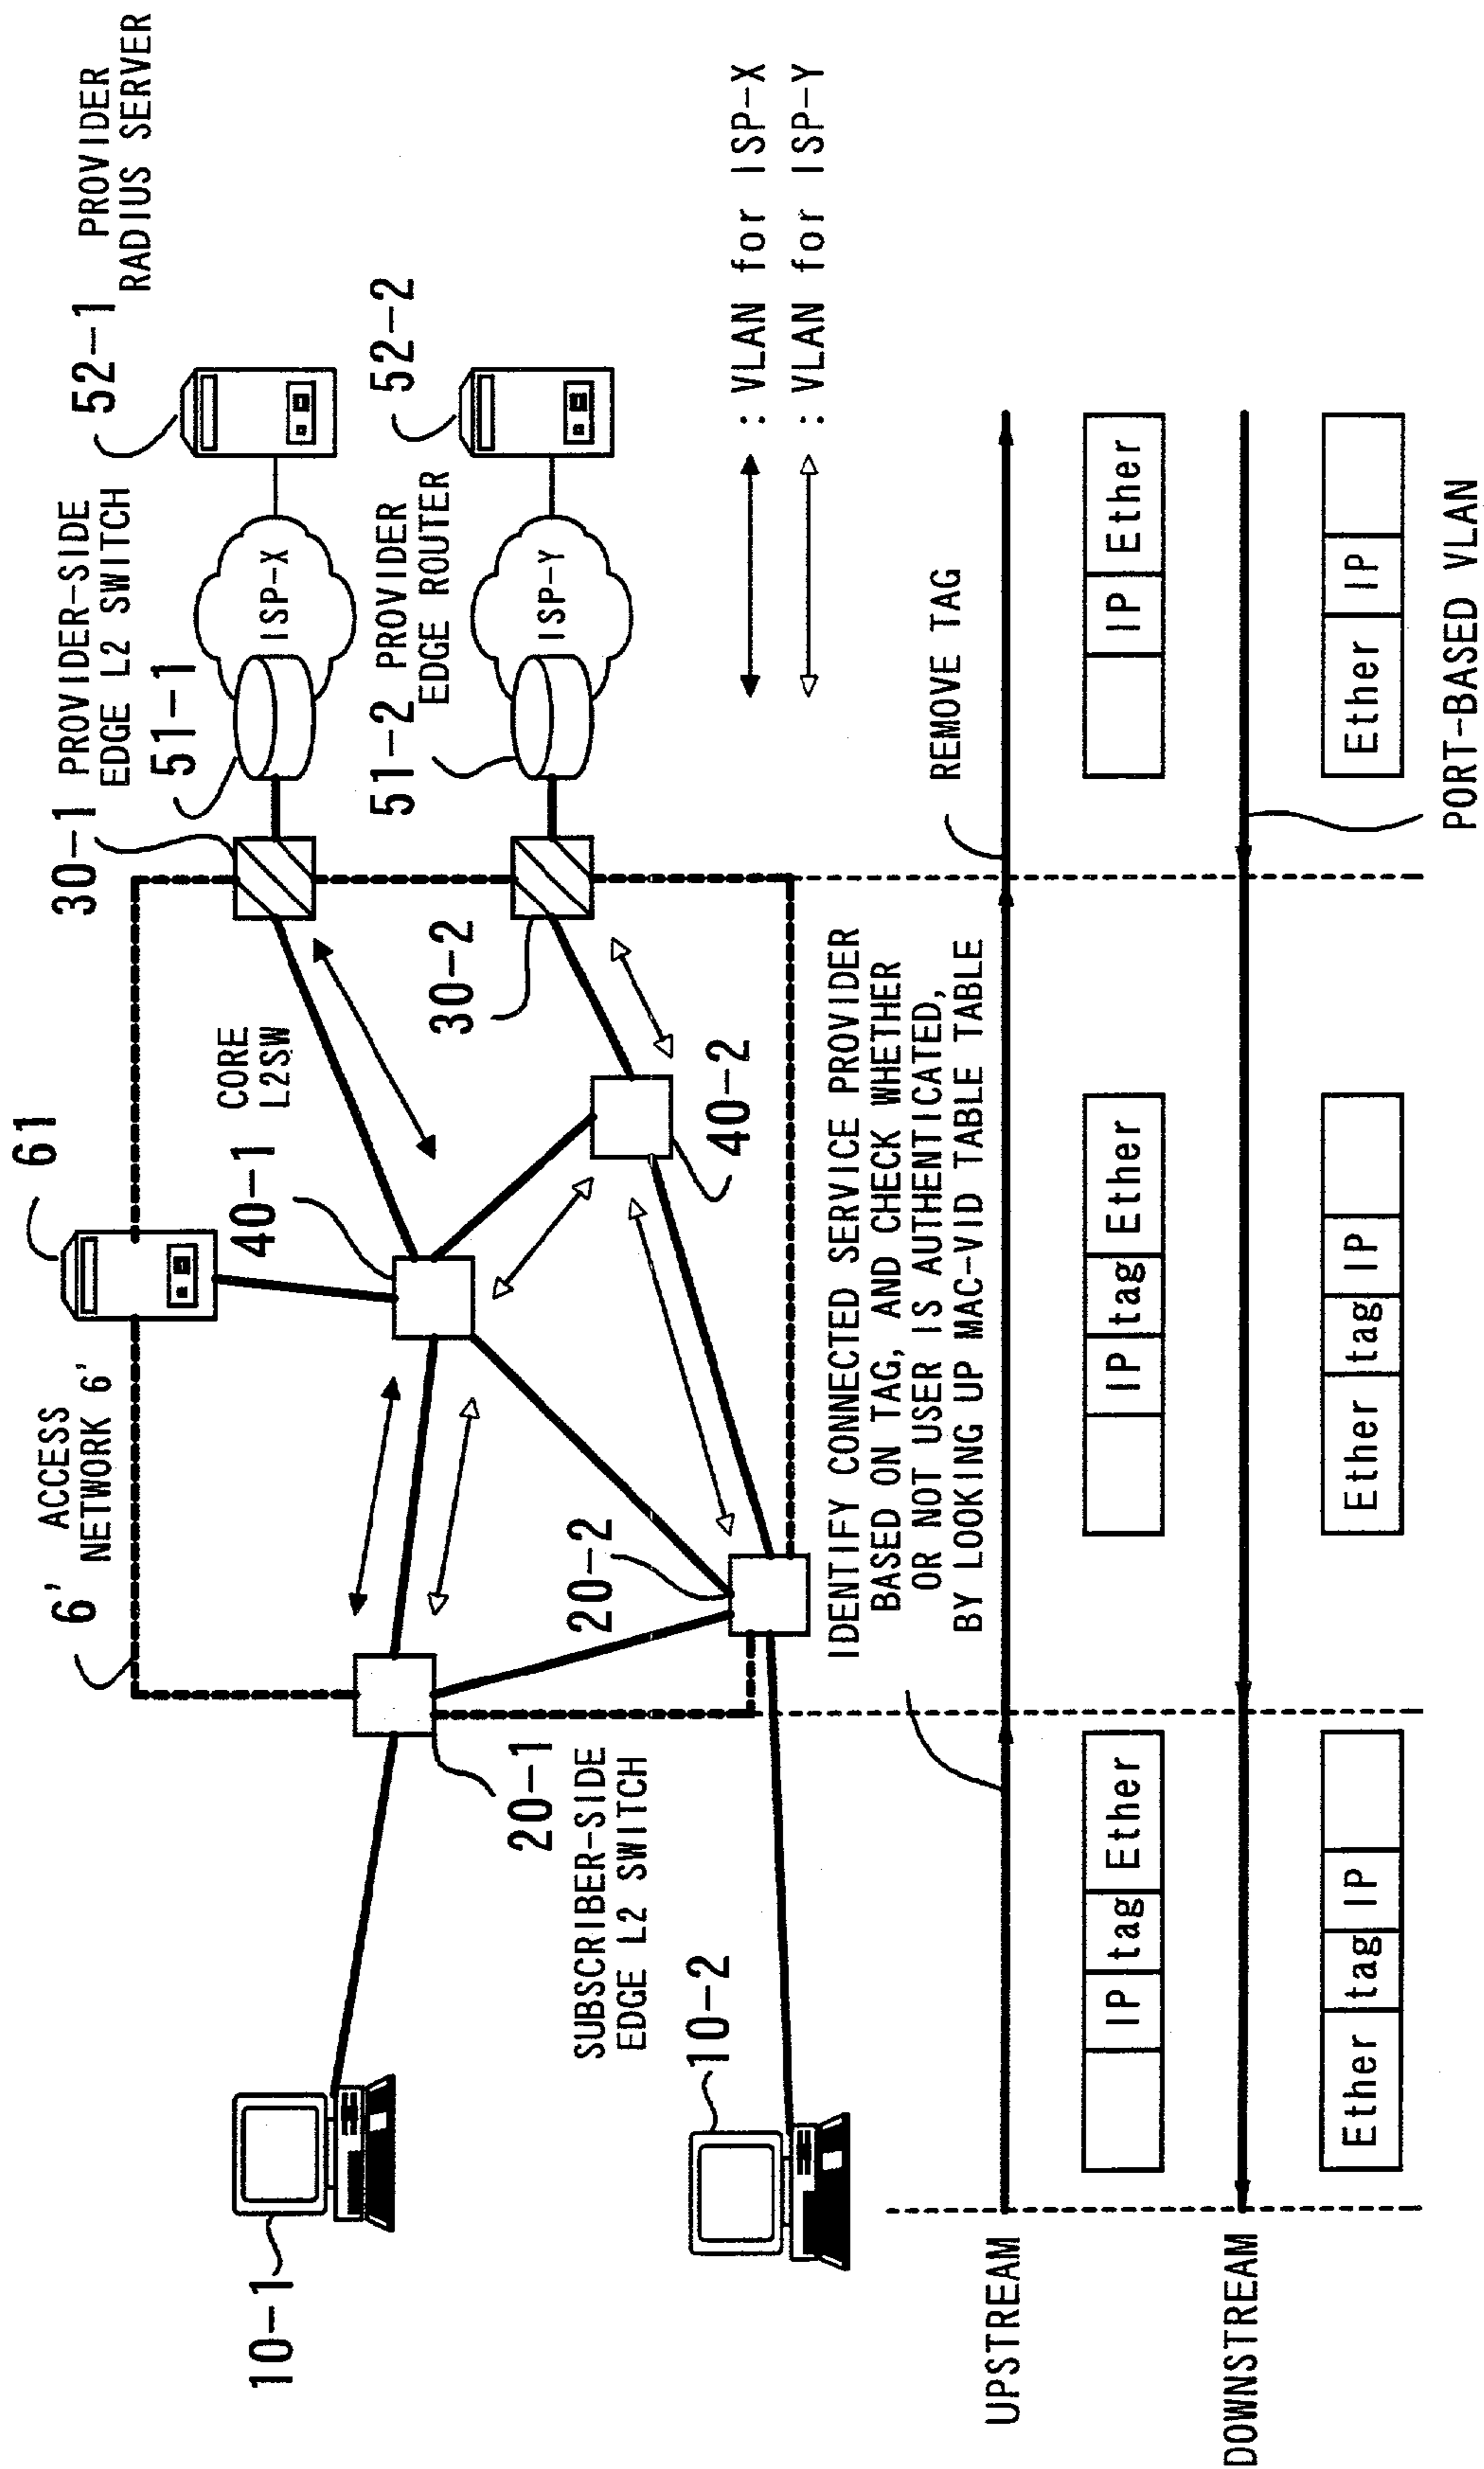 61
6'
ACCESS
NETWORK 6'
40-1
CORE
L2SW
30-1
PROVIDER-SIDE
EDGE L2 SWITCH
51-1
52-1
PROVIDER
RADIUS SERVER
ISP-X
10-1
20-1
SUBSCRIBER-SIDE
EDGE L2 SWITCH
20-2
30-2
51-2
PROVIDER
EDGE ROUTER
52-2
ISP-Y
10-2
40-2
: VLAN for ISP-X
: VLAN for ISP-Y
IDENTIFY CONNECTED SERVICE PROVIDER
BASED ON TAG, AND CHECK WHETHER
OR NOT USER IS AUTHENTICATED,
BY LOOKING UP MAC-VID TABLE TABLE
REMOVE TAG
UPSTREAM
IP tag Ether
IP tag Ether
IP Ether
DOWNSTREAM
Ether tag IP
Ether tag IP
Ether IP
PORT-BASED VLAN